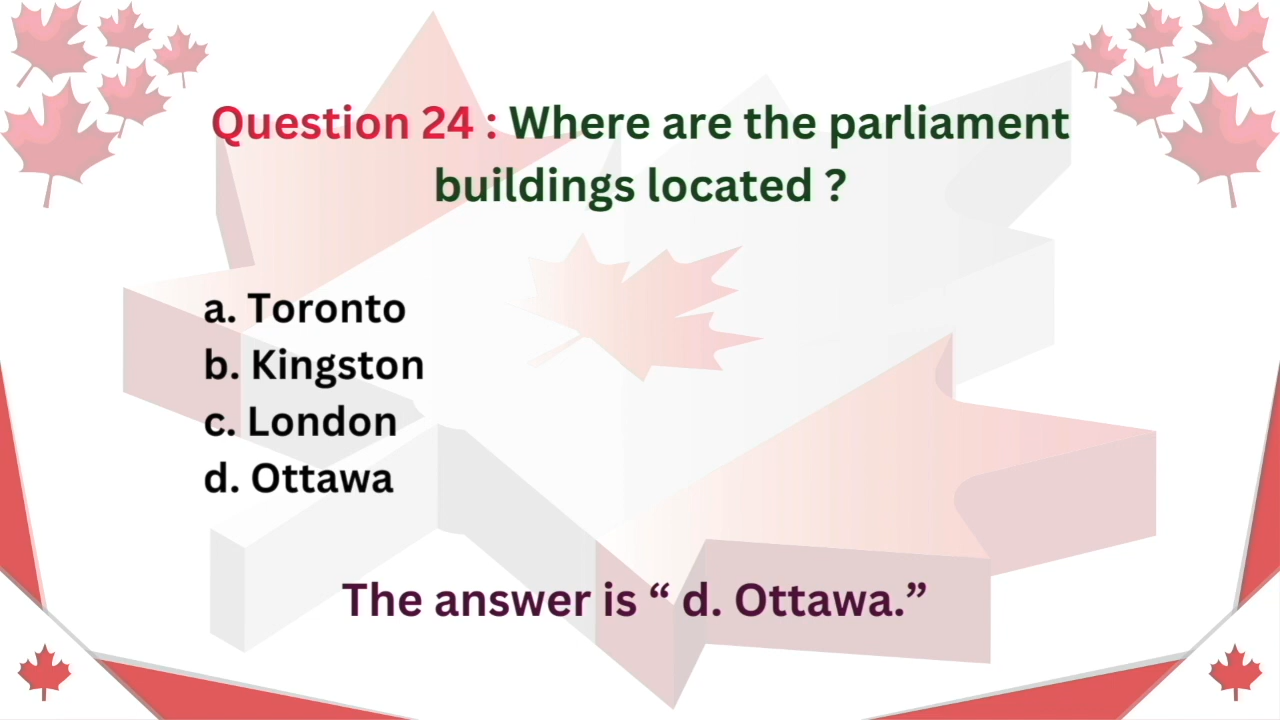 Question 24 : Where are the parliament
buildings located ?
a. Toronto
b. Kingston
c. London
d. Ottawa
The answer is “ d. Ottawa.”